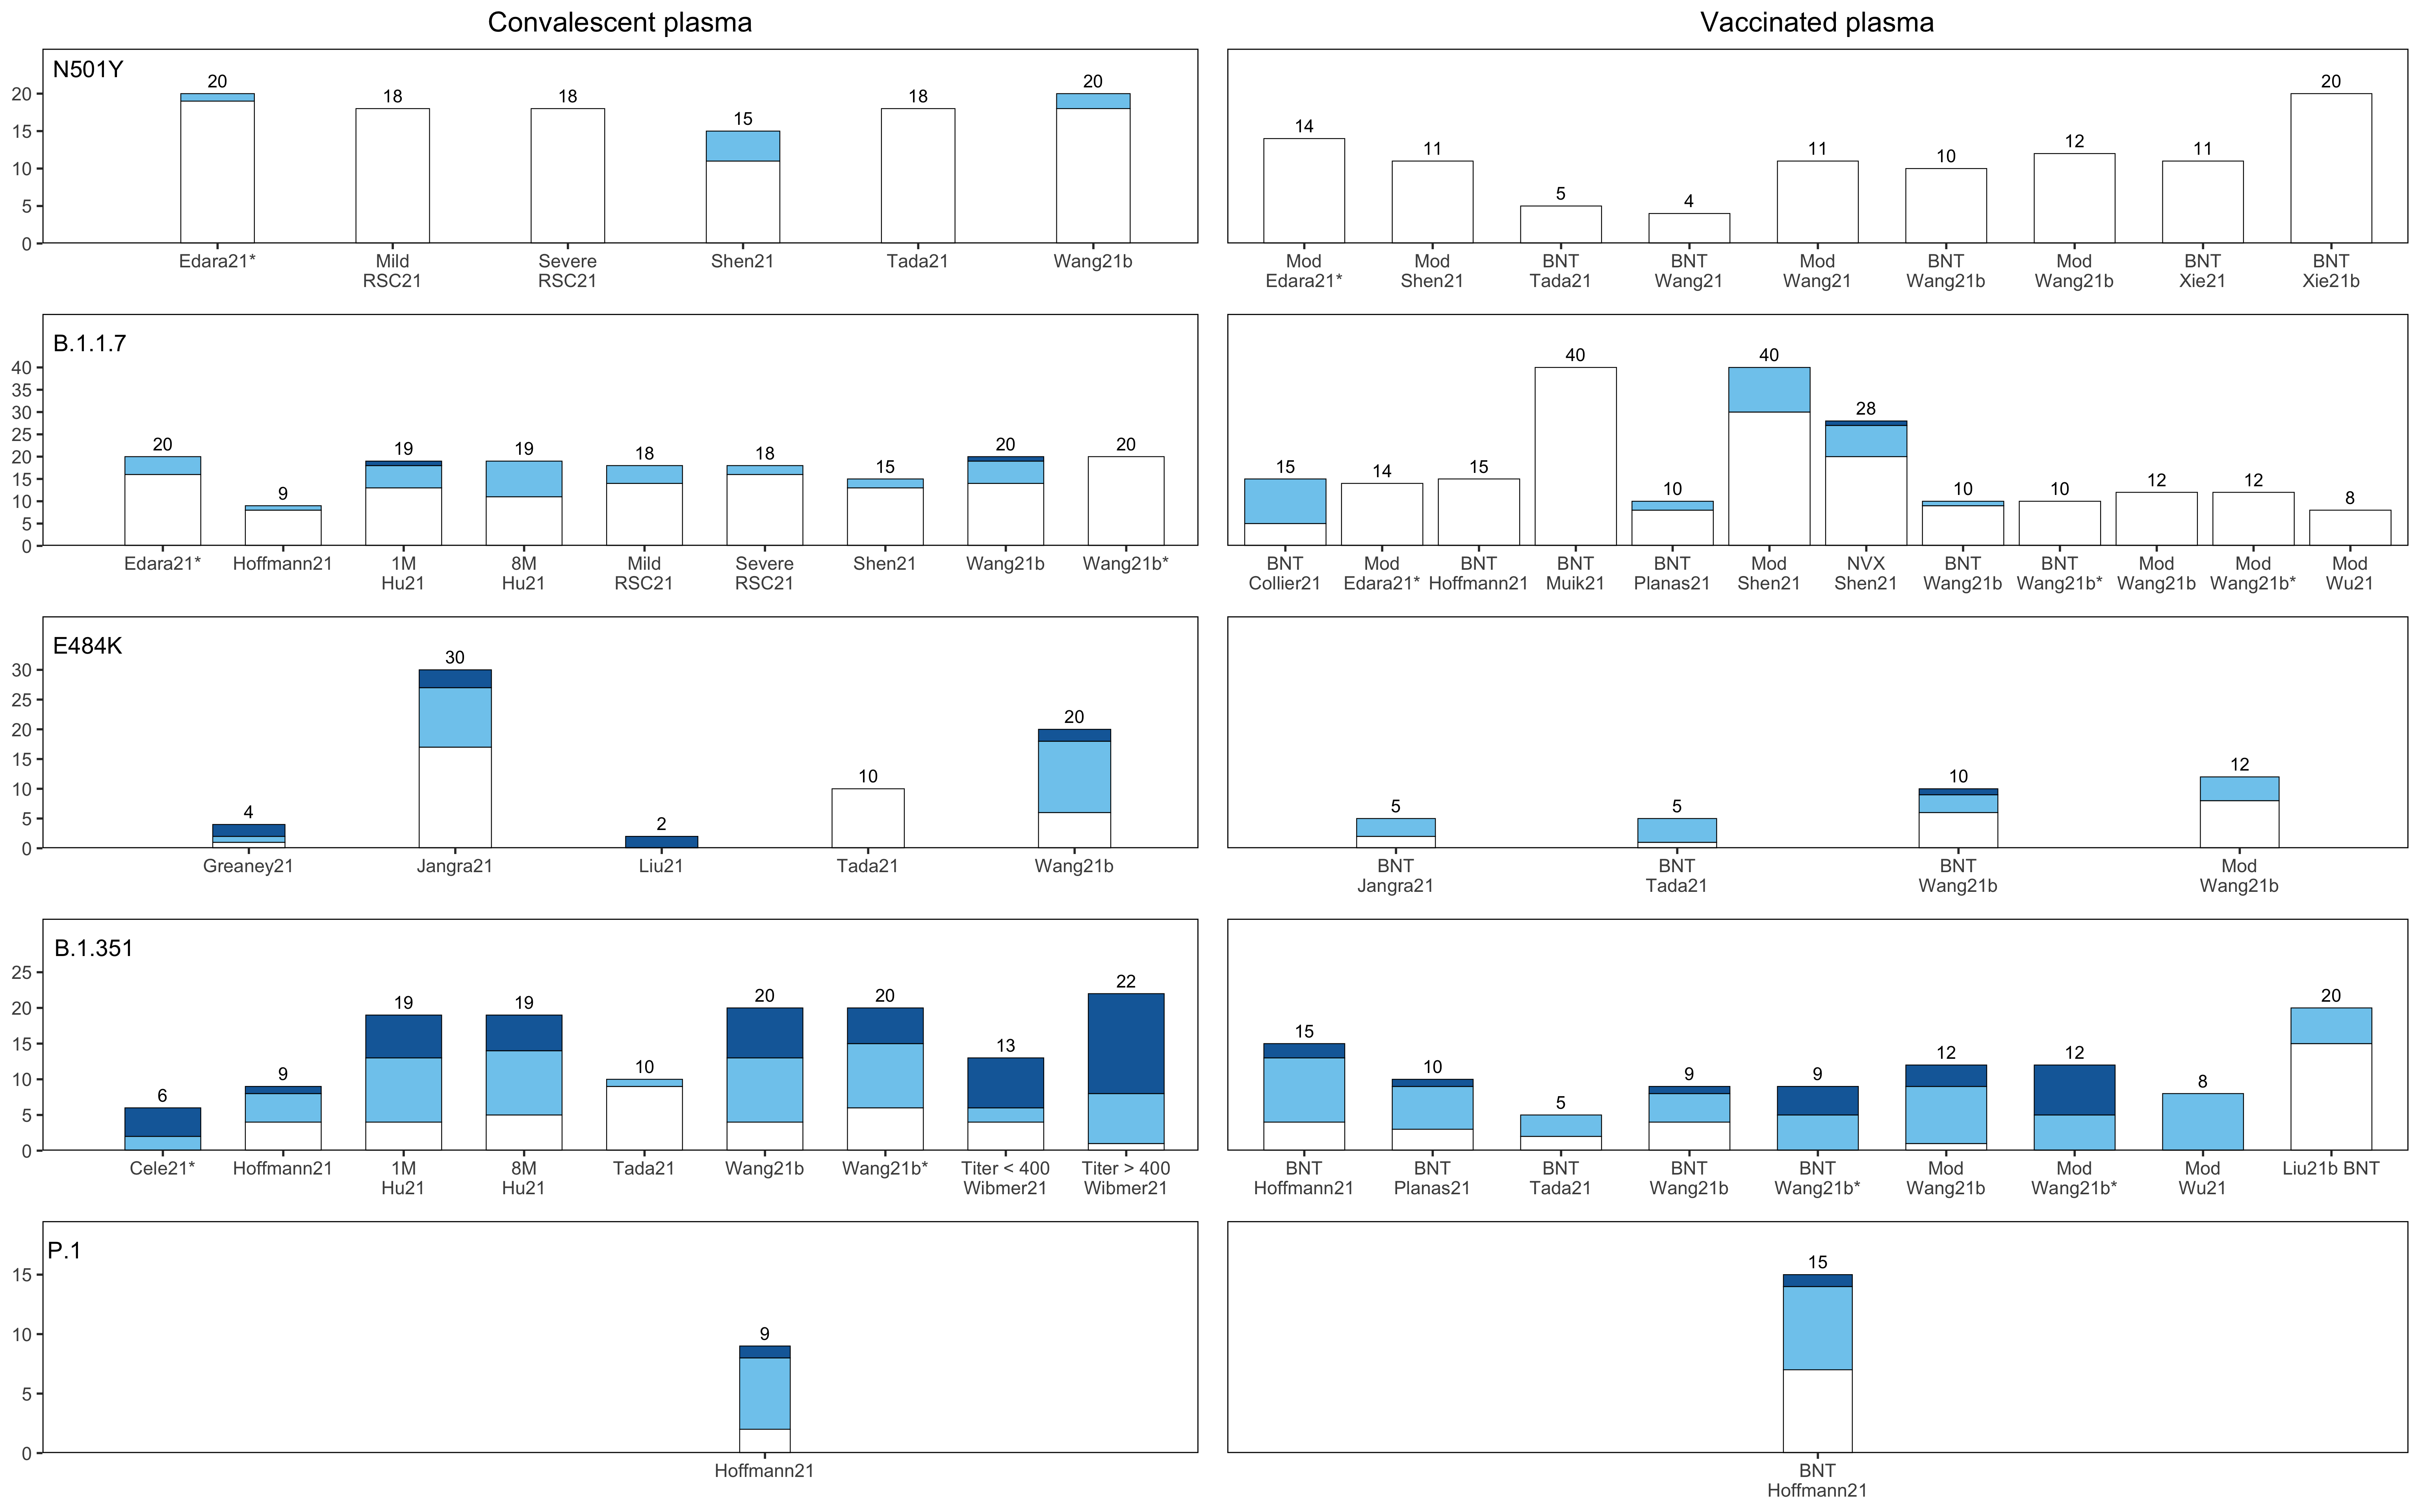 Convalescent plasma
Vaccinated plasma
N501Y
20 18 18 15 18 20
14 11 5 4 11 10 12 11 20
20
15
10
5
0
Edara21* Mild Severe Shen21 Tada21 Wang21b
RSC21 RSC21
Mod Mod BNT BNT Mod BNT Mod BNT BNT
Edara21* Shen21 Tada21 Wang21 Wang21 Wang21b Wang21b Xie21 Xie21b
B.1.1.7
20 9 19 19 18 18 15 20 20
15 14 15 40 10 40 28 10 10 12 12 8
40
35
30
25
20
15
10
5
0
Edara21* Hoffmann21 1M 8M Mild Severe Shen21 Wang21b Wang21b*
Hu21 Hu21 RSC21 RSC21
BNT Mod BNT BNT BNT Mod NVX BNT BNT Mod Mod Mod
Collier21 Edara21* Hoffmann21 Muik21 Planas21 Shen21 Shen21 Wang21b Wang21b* Wang21b Wang21b* Wu21
E484K
4 30 2 10 20
5 5 10 12
30
25
20
15
10
5
0
Greaney21 Jangra21 Liu21 Tada21 Wang21b
BNT BNT BNT Mod
Jangra21 Tada21 Wang21b Wang21b
B.1.351
6 9 19 19 10 20 20 13 22
15 10 5 9 9 12 12 8 20
25
20
15
10
5
0
Cele21* Hoffmann21 1M 8M Tada21 Wang21b Wang21b* Titer < 400 Titer > 400
Hu21 Hu21 Wibmer21 Wibmer21
BNT BNT BNT BNT BNT Mod Mod Mod Liu21b BNT
Hoffmann21 Planas21 Tada21 Wang21b Wang21b* Wang21b Wang21b* Wu21
P.1
9
15
15
10
5
0
Hoffmann21
BNT
Hoffmann21